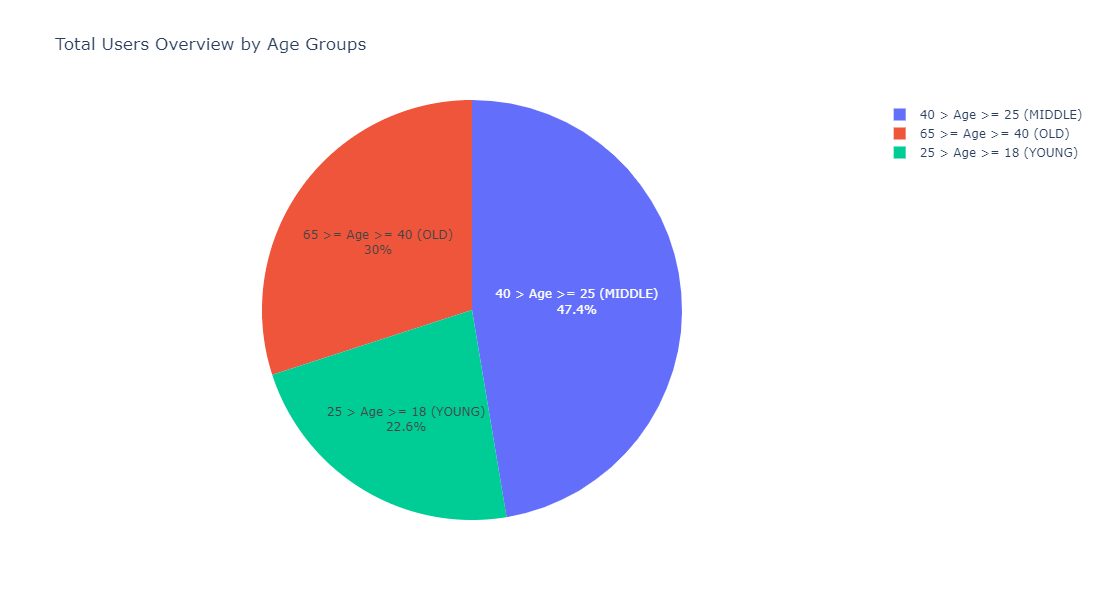 Total Users Overview by Age Groups
40 > Age >= 25 (MIDDLE)
65 >= Age >= 40 (OLD)
25 > Age >= 18 (YOUNG)
65 >= Age >= 40 (OLD)
30%
40 > Age >= 25 (MIDDLE)
47.4%
25 > Age >= 18 (YOUNG)
22.6%